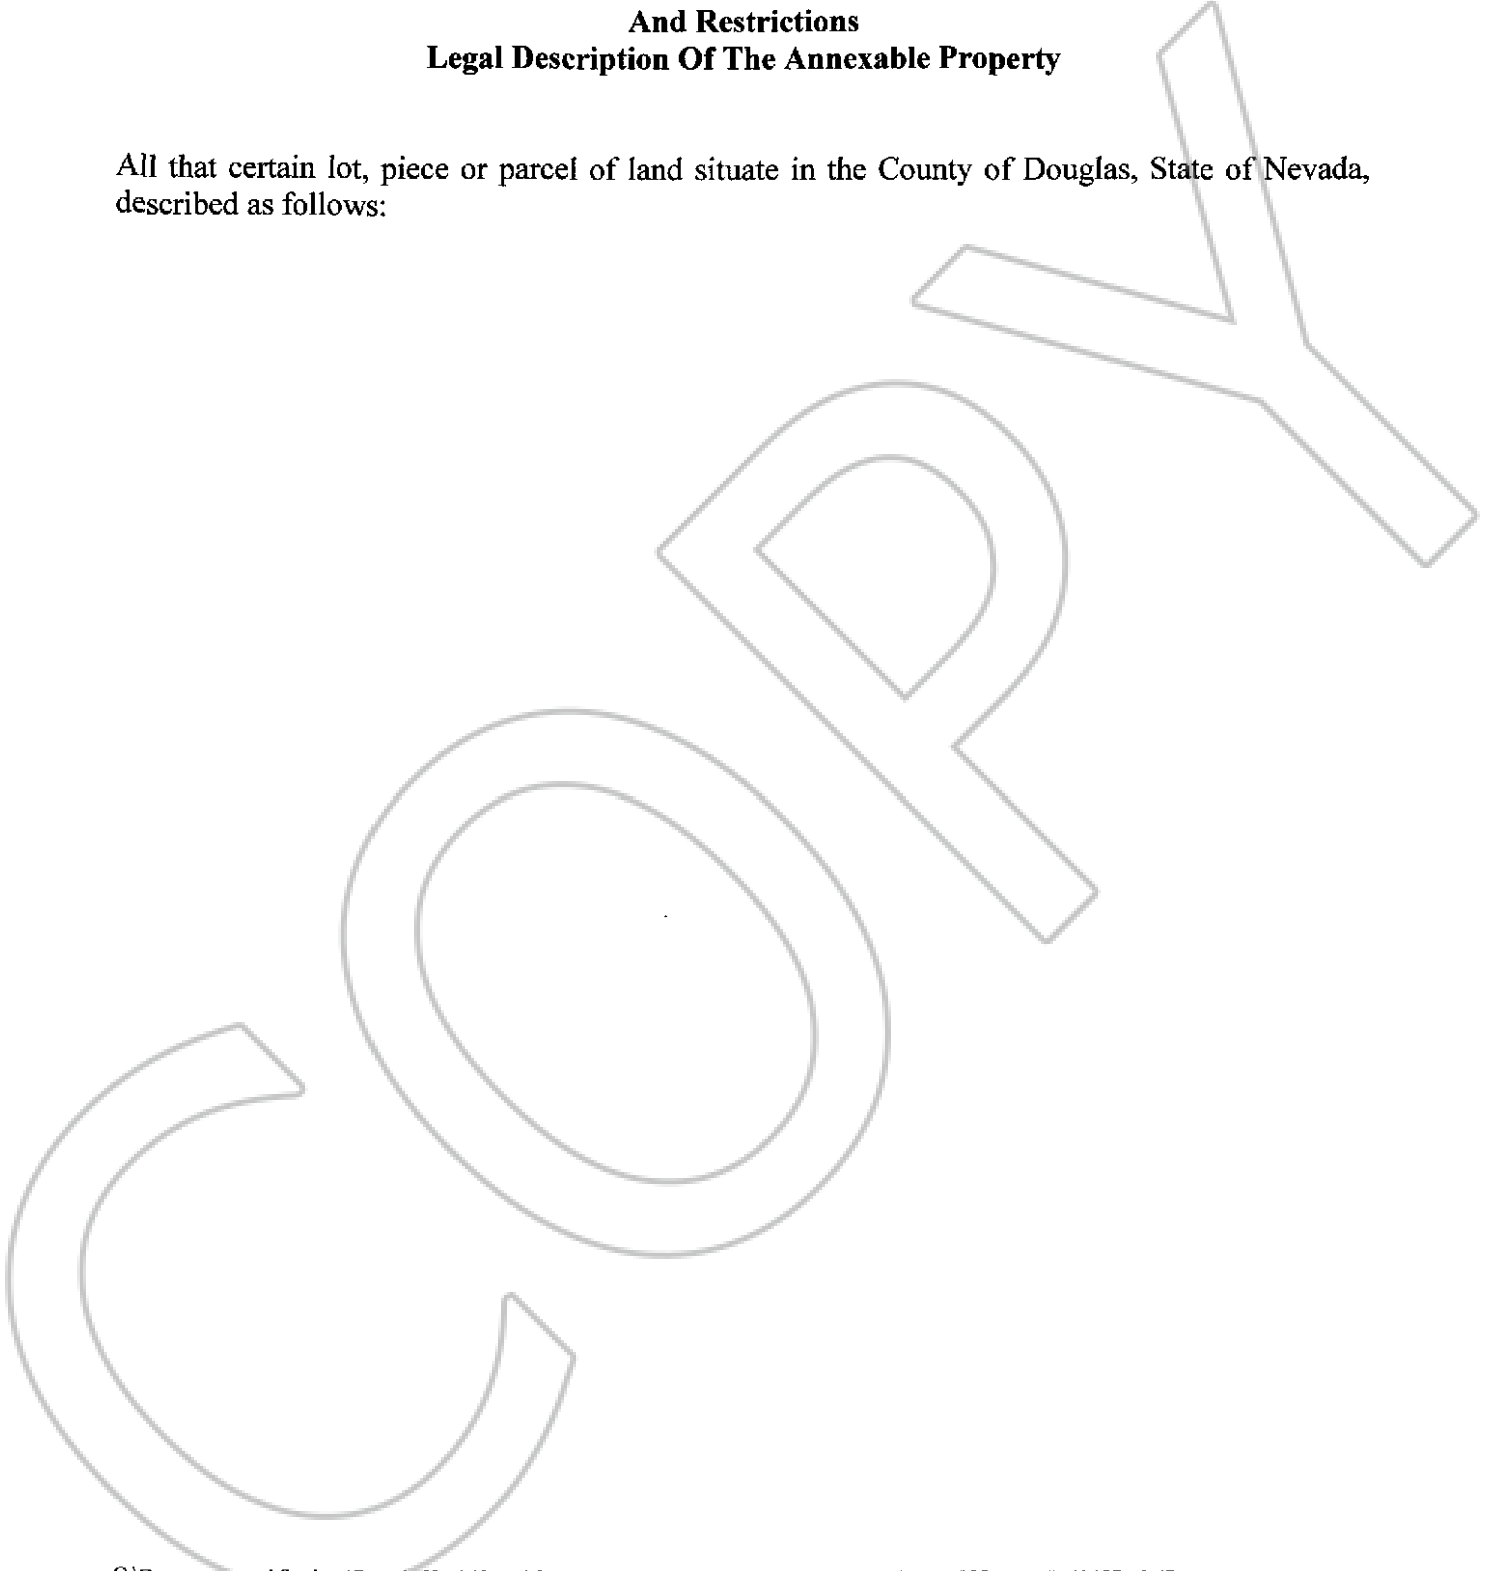 And Restrictions
Legal Description Of The Annexable Property
All that certain lot, piece or parcel of land situate in the County of Douglas, State of Nevada,
described as follows:
COPY